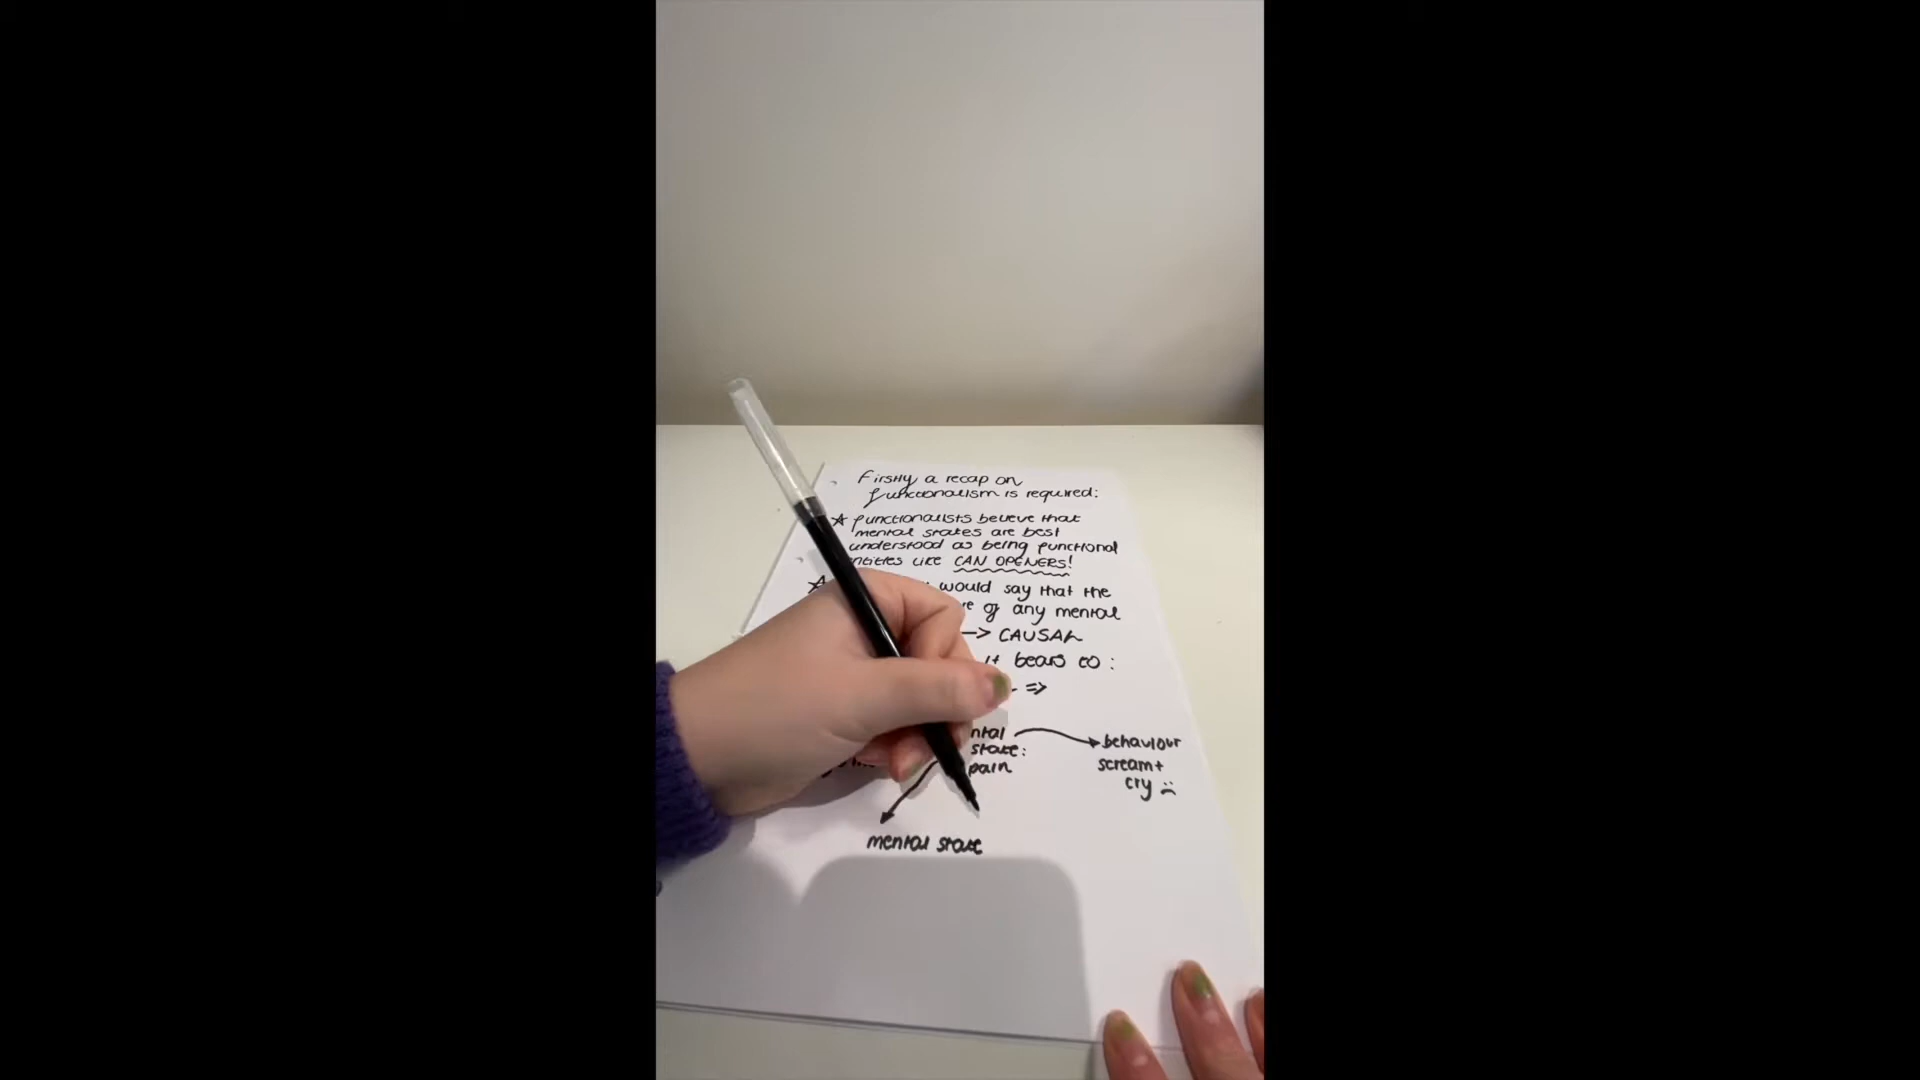 Firstly a recap on
functionalism is required:
☆ functionalists believe that
mental states are best
understood as being functional
entities like CAN OPENERS!
☆ would say that the
of any mental
—> CAUSAL
it bears to:
=>
state:
pain
behaviour
scream +
cry :(
mental state